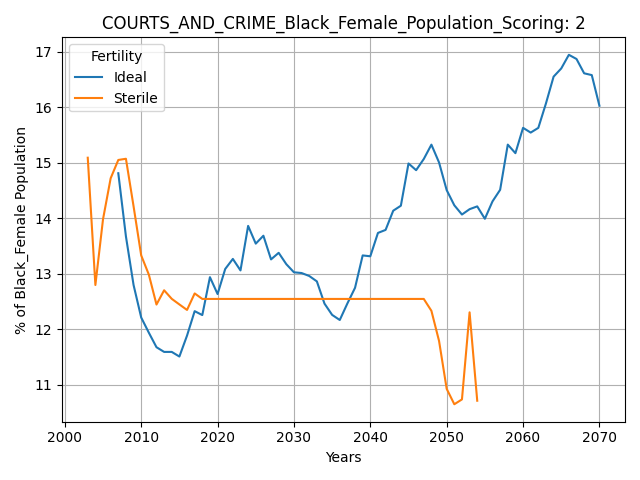 COURTS_AND_CRIME_Black_Female_Population_Scoring: 2
Fertility
Ideal
Sterile
% of Black_Female Population
17
16
15
14
13
12
11
2000 2010 2020 2030 2040 2050 2060 2070
Years